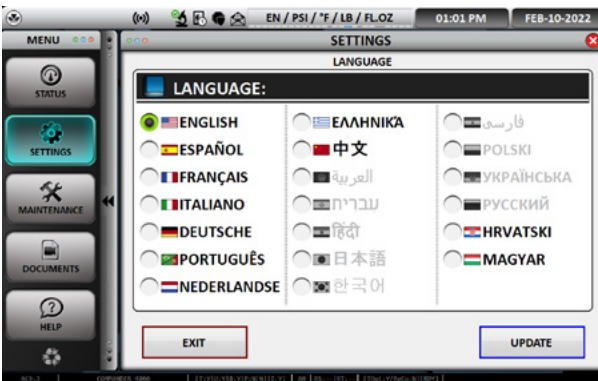 EN / PSI / °F / LB / FL.OZ
01:01 PM
FEB-10-2022
MENU
SETTINGS
LANGUAGE
STATUS
SETTINGS
MAINTENANCE
DOCUMENTS
HELP
LANGUAGE:
ENGLISH
ESPAÑOL
FRANÇAIS
ITALIANO
DEUTSCHE
PORTUGUÊS
NEDERLANDSE
ΕΛΛΗΝΙΚΆ
中文
العربية
עברית
हिंदी
日本語
한국어
فارسی
POLSKI
УКРАЇНСЬКА
РУССКИЙ
HRVATSKI
MAGYAR
EXIT
UPDATE